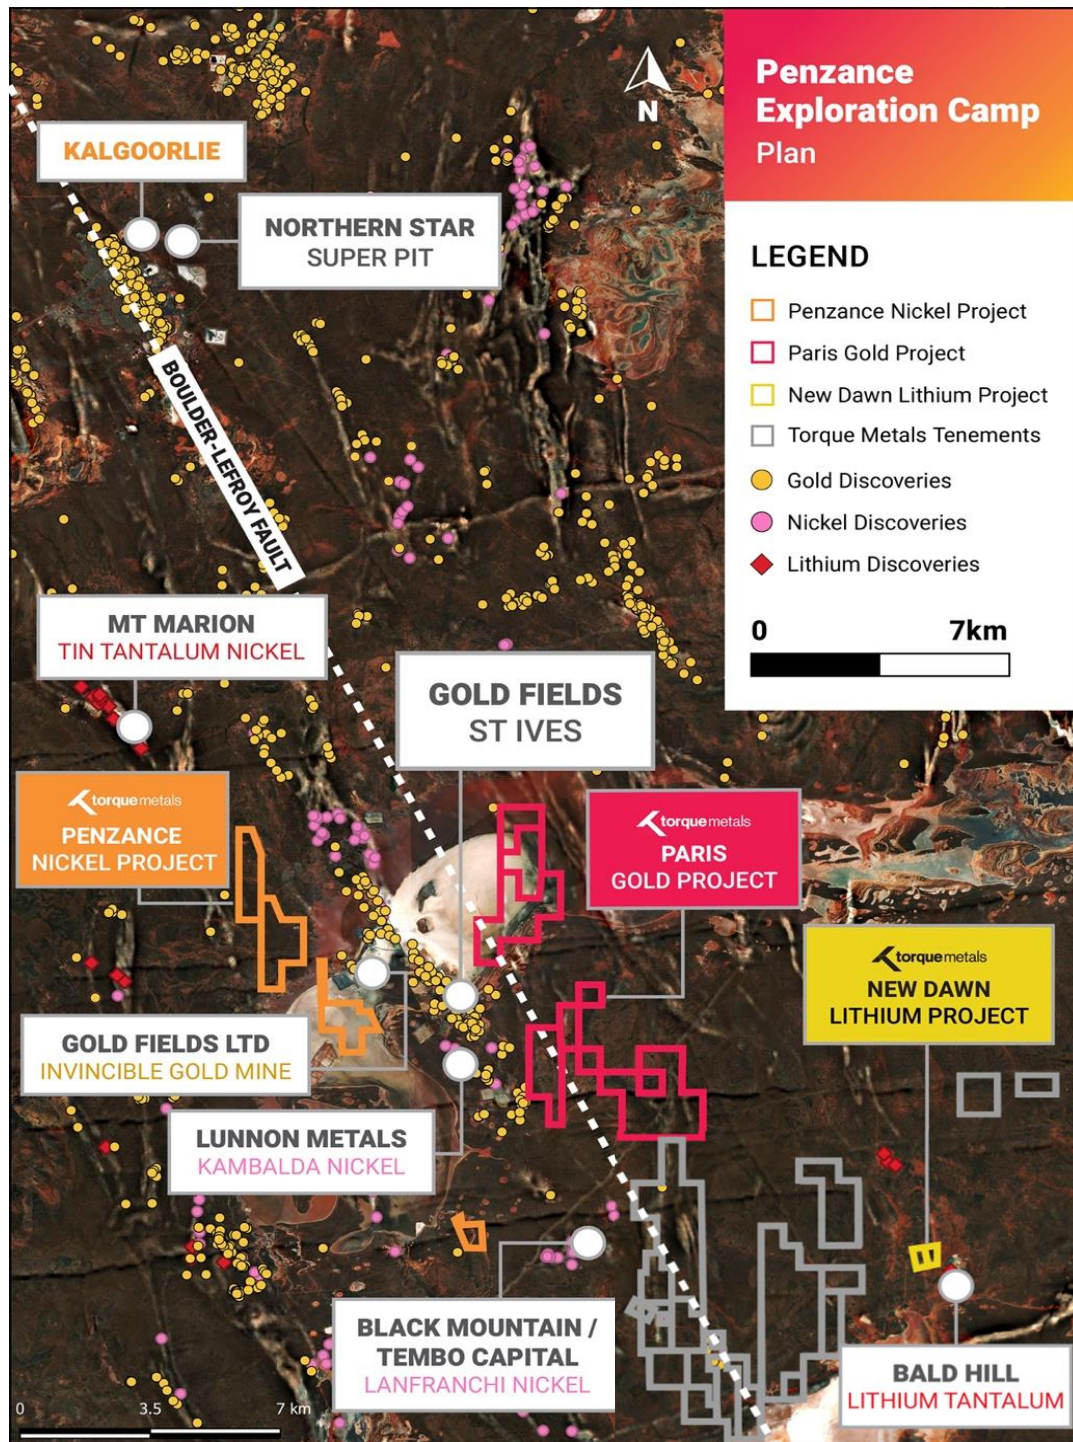 Penzance
Exploration Camp
Plan
N
KALGOORLIE
NORTHERN STAR
SUPER PIT
LEGEND
Penzance Nickel Project
Paris Gold Project
New Dawn Lithium Project
Torque Metals Tenements
Gold Discoveries
Nickel Discoveries
Lithium Discoveries
0 7km
BOULDER-LEFROY FAULT
MT MARION
TIN TANTALUM NICKEL
GOLD FIELDS
ST IVES
torquemetals
PENZANCE
NICKEL PROJECT
torquemetals
PARIS
GOLD PROJECT
torquemetals
NEW DAWN
LITHIUM PROJECT
GOLD FIELDS LTD
INVINCIBLE GOLD MINE
LUNNON METALS
KAMBALDA NICKEL
BLACK MOUNTAIN /
TEMBO CAPITAL
LANFRANCHI NICKEL
BALD HILL
LITHIUM TANTALUM
0 3.5 7 km